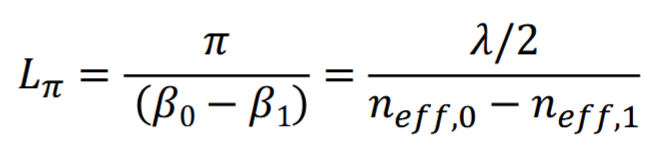 L_π = π / (β_0 − β_1) = λ/2 / n_{eff,0} − n_{eff,1}